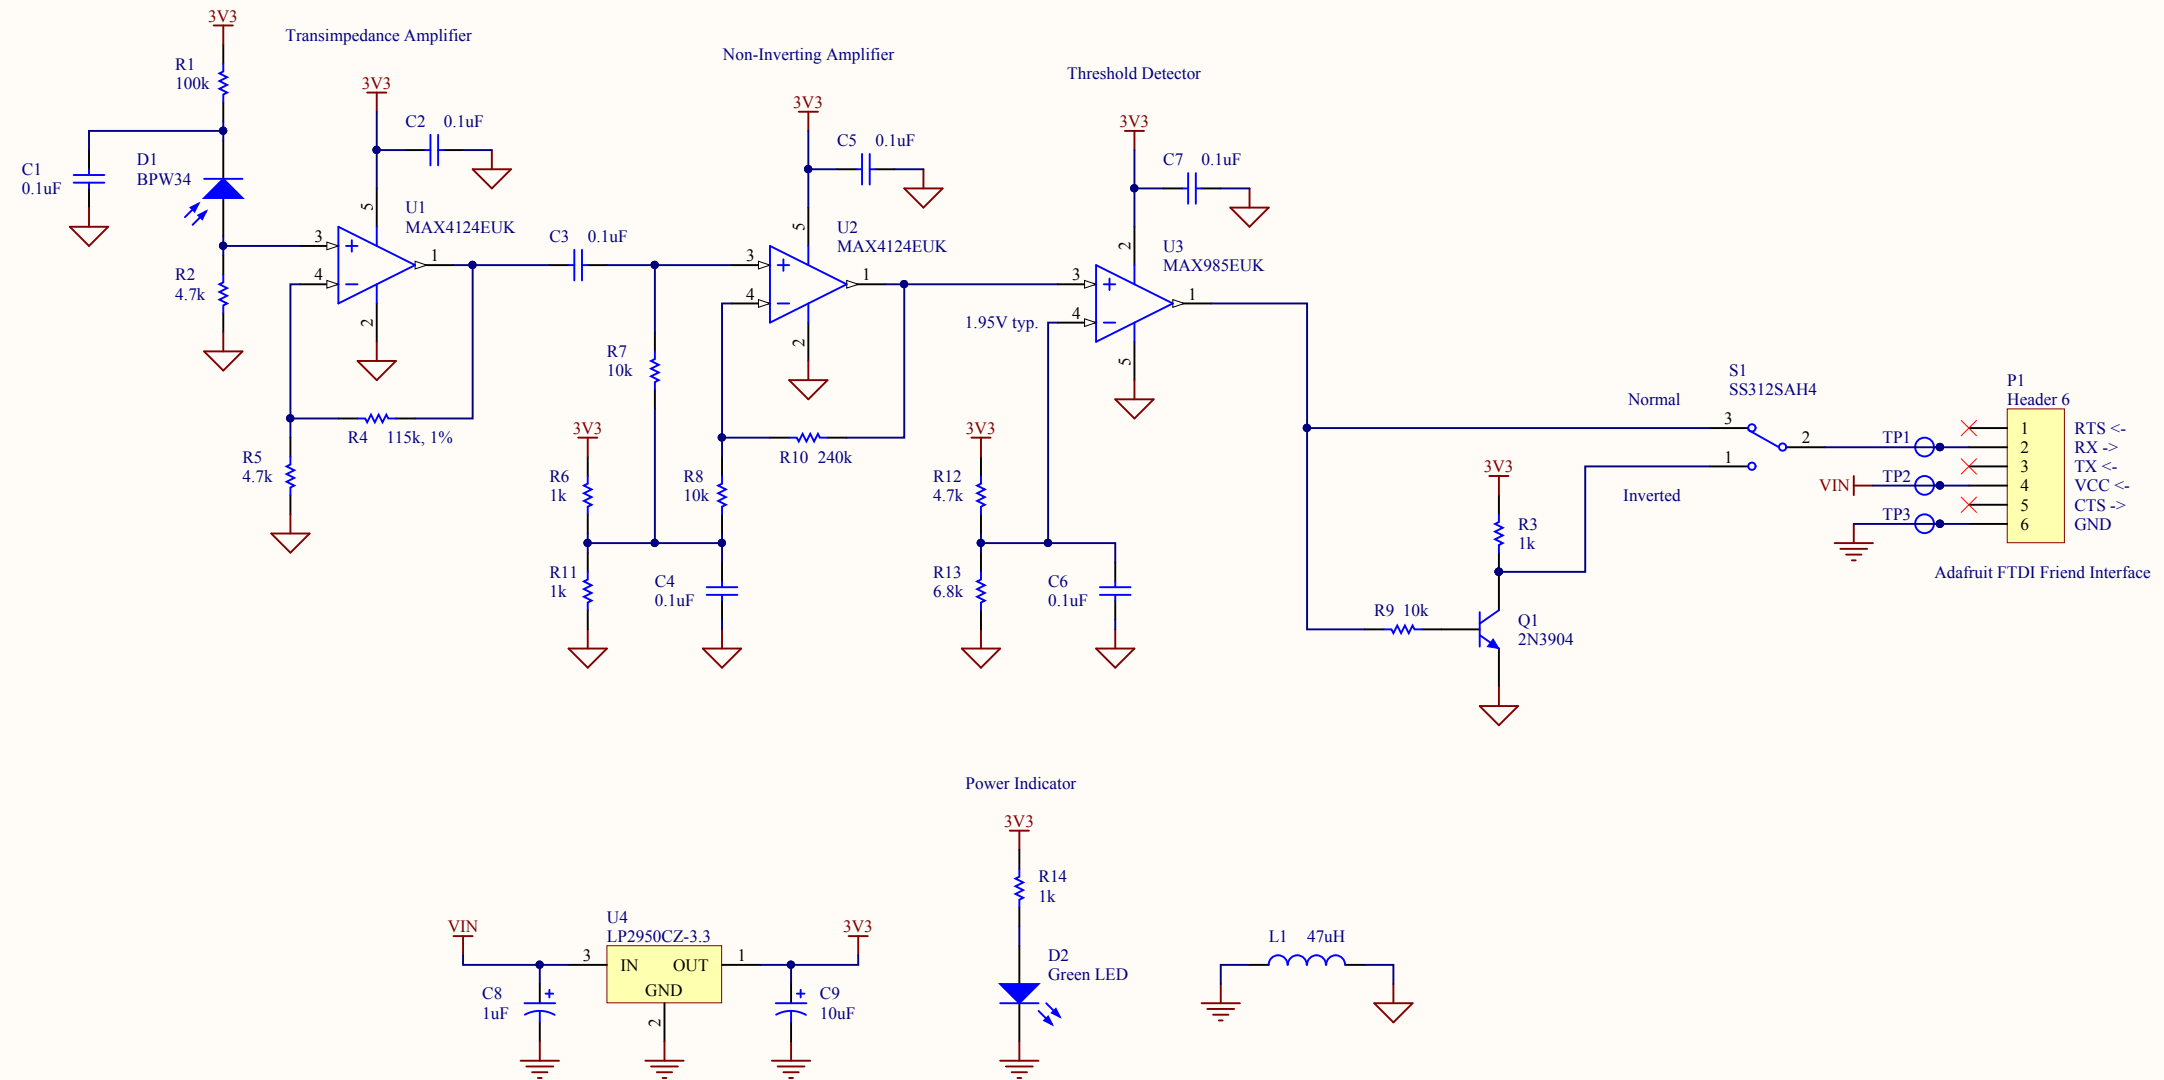 Transimpedance Amplifier
3V3
R1
100k
C1
0.1uF
D1
BPW34
R2
4.7k
3V3
C2 0.1uF
5
U1
MAX4124EUK
3
4
1
2
+
−
R4 115k, 1%
R5
4.7k
C3 0.1uF
Non-Inverting Amplifier
3V3
C5 0.1uF
5
U2
MAX4124EUK
3
4
1
2
+
−
R7
10k
3V3
R6
1k
R8
10k
R10 240k
R11
1k
C4
0.1uF
Threshold Detector
3V3
C7 0.1uF
2
U3
MAX985EUK
3
4
1
5
+
−
1.95V typ.
3V3
R12
4.7k
R13
6.8k
C6
0.1uF
Normal
Inverted
S1
SS312SAH4
3
2
1
3V3
R3
1k
R9 10k
Q1
2N3904
P1
Header 6
TP1
VIN
TP2
TP3
1 RTS <-
2 RX ->
3 TX <-
4 VCC <-
5 CTS ->
6 GND
Adafruit FTDI Friend Interface
Power Indicator
3V3
R14
1k
D2
Green LED
VIN
U4
LP2950CZ-3.3
3
IN OUT
GND
1
2
3V3
C8
1uF
+
C9
10uF
+
L1 47uH